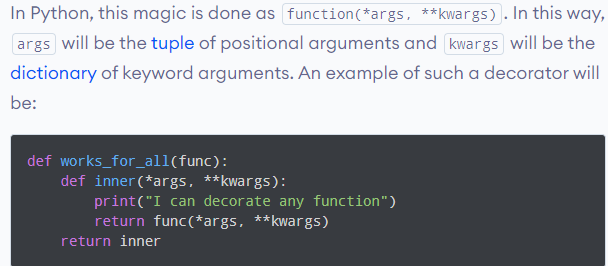 In Python, this magic is done as function(*args, **kwargs). In this way,
args will be the tuple of positional arguments and kwargs will be the
dictionary of keyword arguments. An example of such a decorator will
be:
def works_for_all(func):
    def inner(*args, **kwargs):
        print("I can decorate any function")
        return func(*args, **kwargs)
    return inner